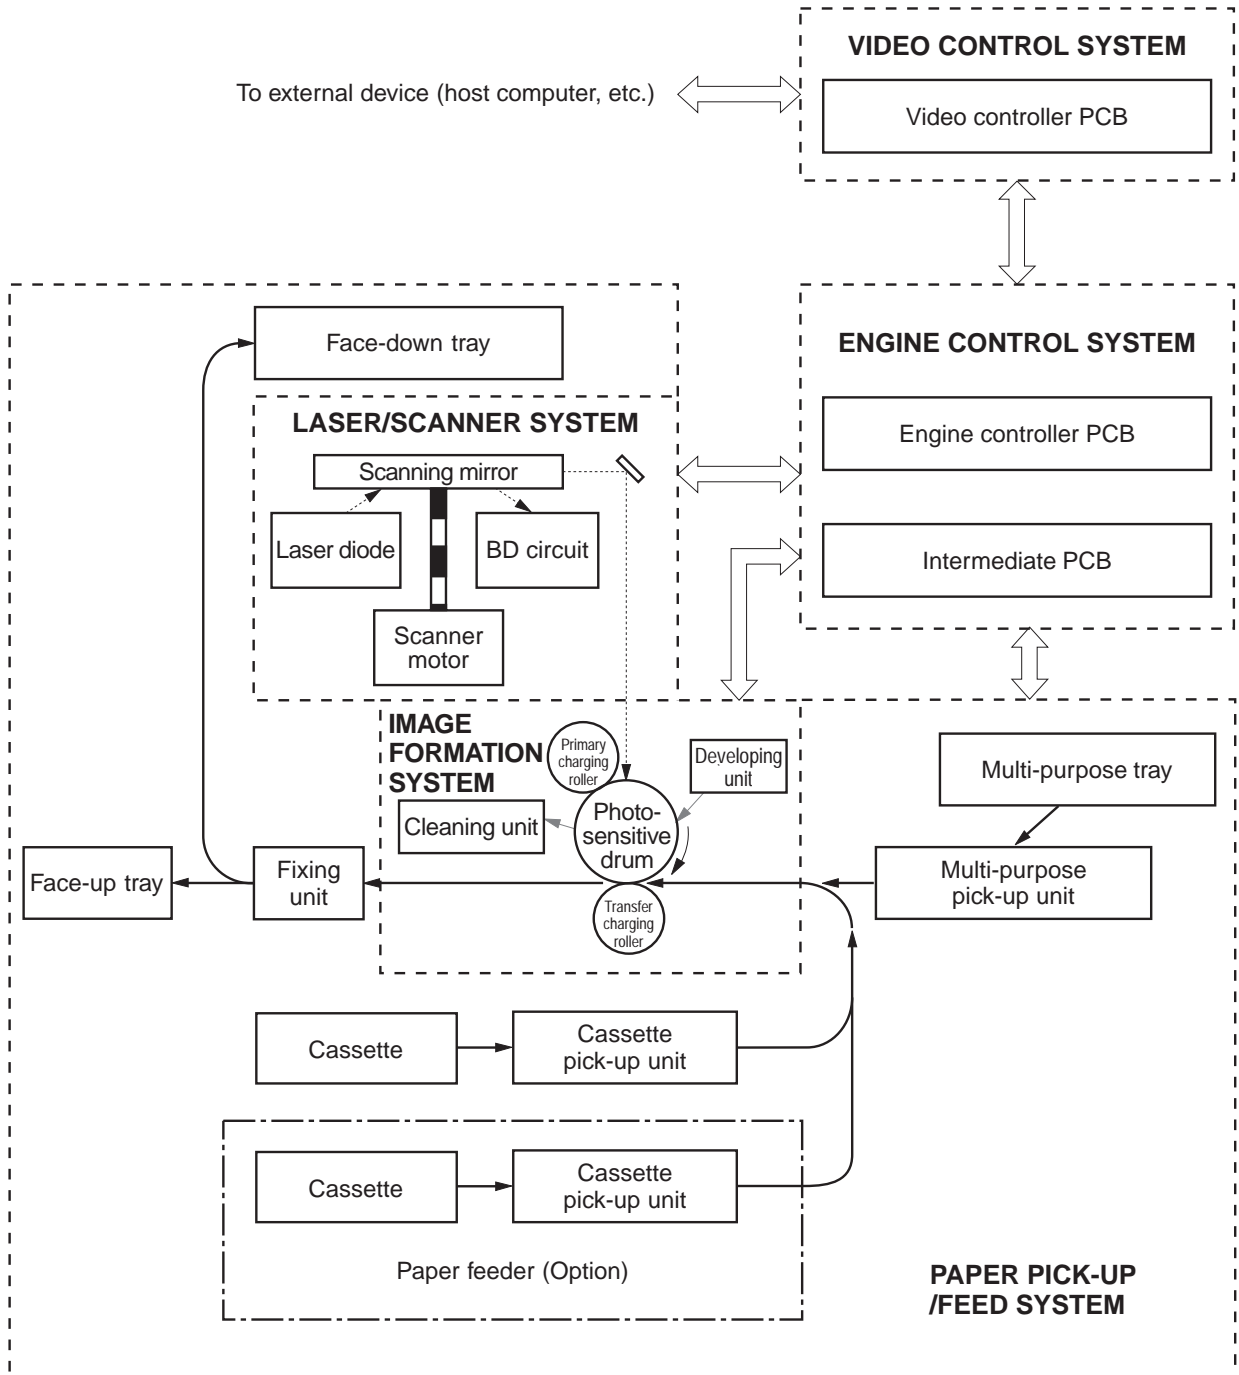 VIDEO CONTROL SYSTEM
To external device (host computer, etc.)
Video controller PCB
Face-down tray
ENGINE CONTROL SYSTEM
LASER/SCANNER SYSTEM
Engine controller PCB
Scanning mirror
Laser diode
BD circuit
Intermediate PCB
Scanner
motor
IMAGE
FORMATION
SYSTEM
Primary
charging
roller
Developing
unit
Multi-purpose tray
Cleaning unit
Photo-
sensitive
drum
Face-up tray
Fixing
unit
Multi-purpose
pick-up unit
Transfer
charging
roller
Cassette
Cassette
pick-up unit
Cassette
Cassette
pick-up unit
Paper feeder (Option)
PAPER PICK-UP
/FEED SYSTEM